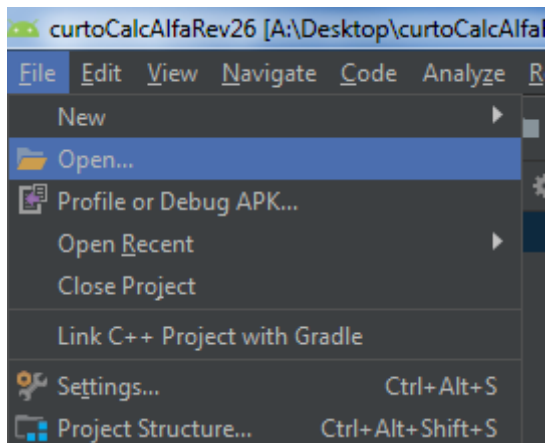 curtoCalcAlfaRev26 [A:\Desktop\curtoCalcAlfa
File Edit View Navigate Code Analyze R
New
Open...
Profile or Debug APK...
Open Recent
Close Project
Link C++ Project with Gradle
Settings... Ctrl+Alt+S
Project Structure... Ctrl+Alt+Shift+S